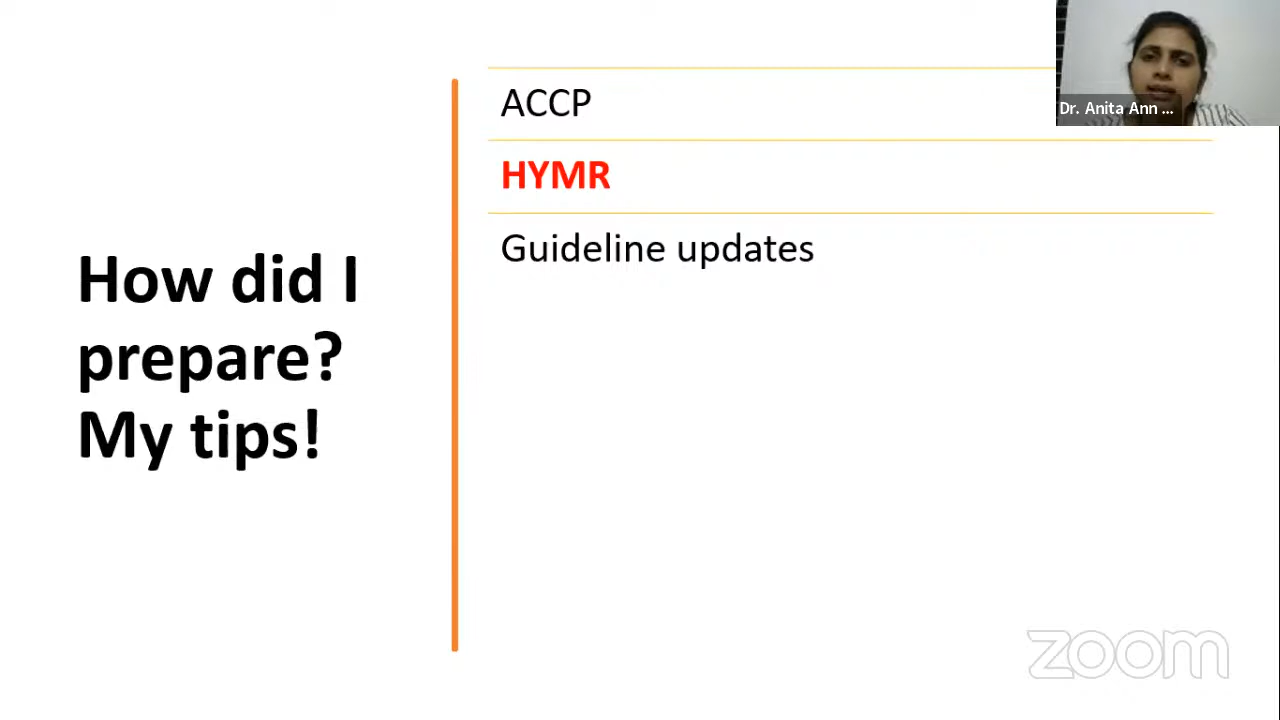 ACCP
Dr. Anita Ann ...
HYMR
Guideline updates
How did I
prepare?
My tips!
zoom